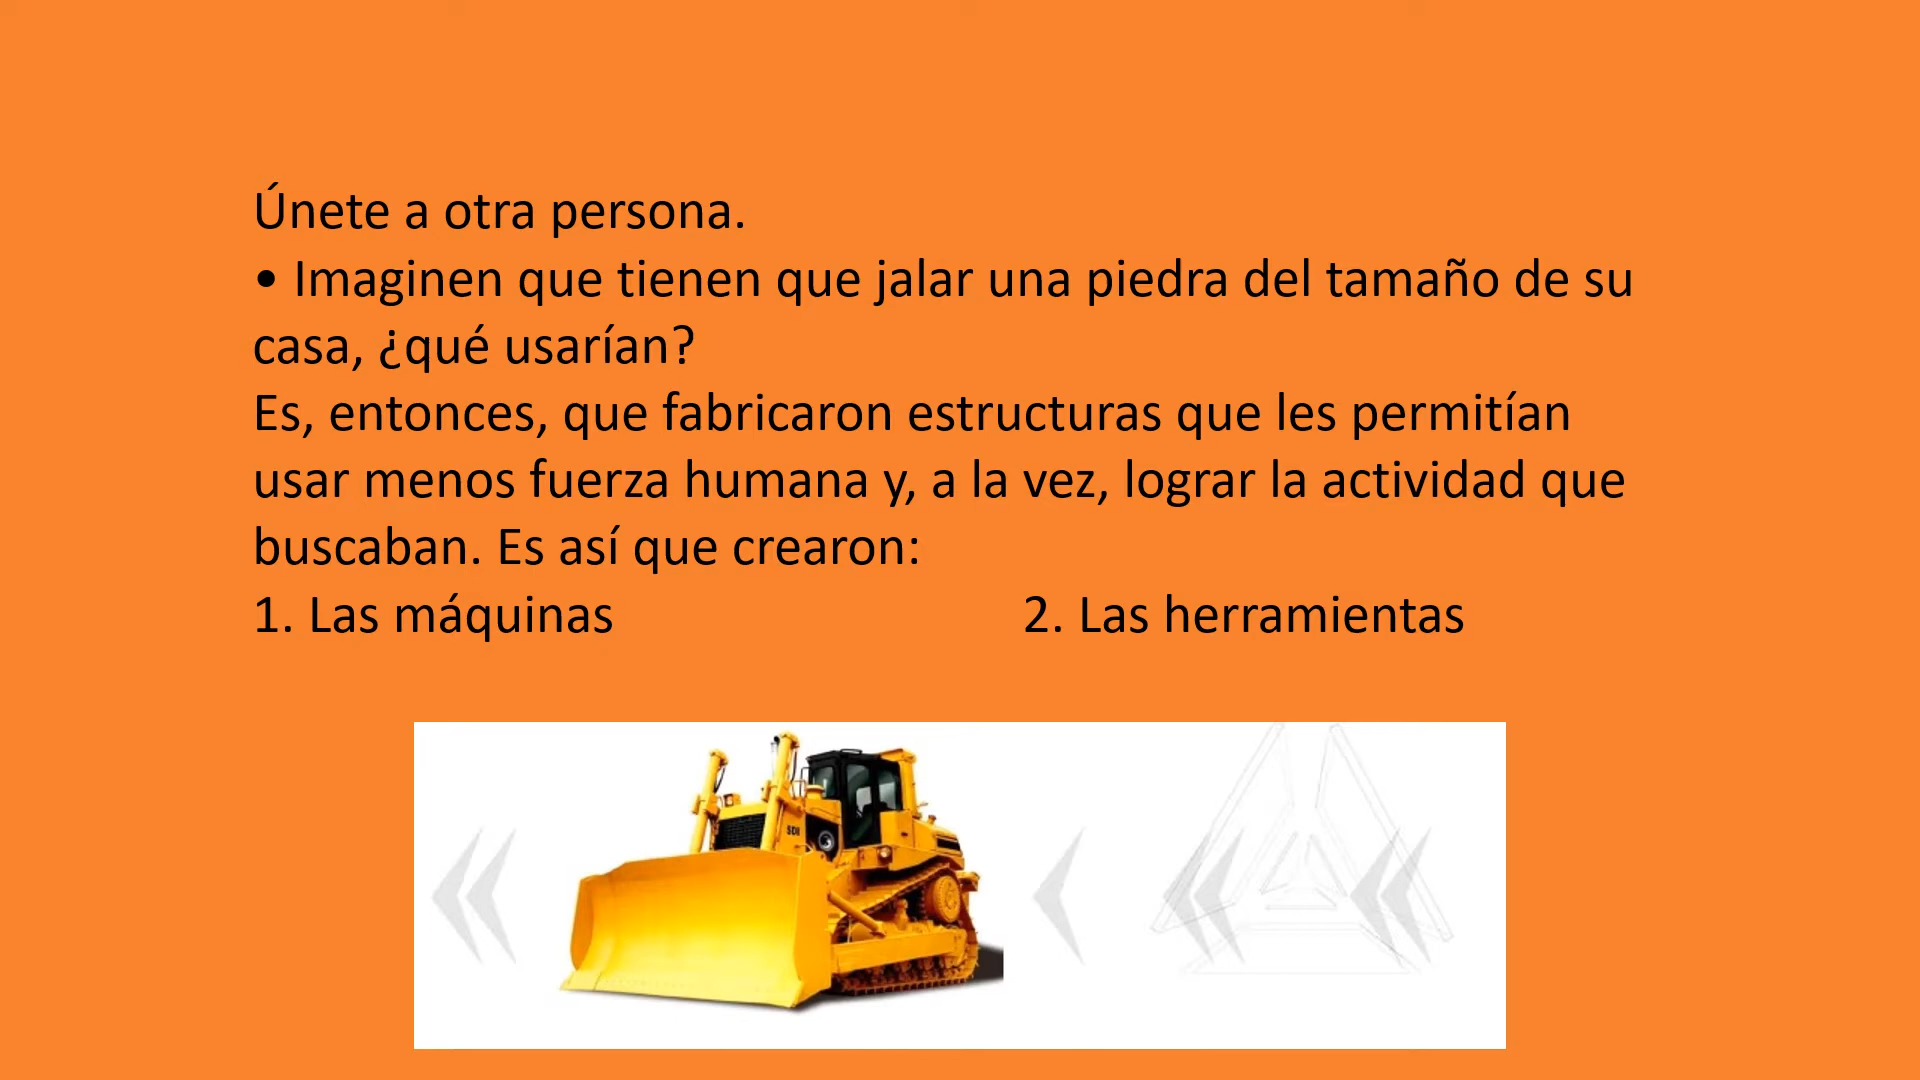 Únete a otra persona.
• Imaginen que tienen que jalar una piedra del tamaño de su
casa, ¿qué usarían?
Es, entonces, que fabricaron estructuras que les permitían
usar menos fuerza humana y, a la vez, lograr la actividad que
buscaban. Es así que crearon:
1. Las máquinas 2. Las herramientas
SD8